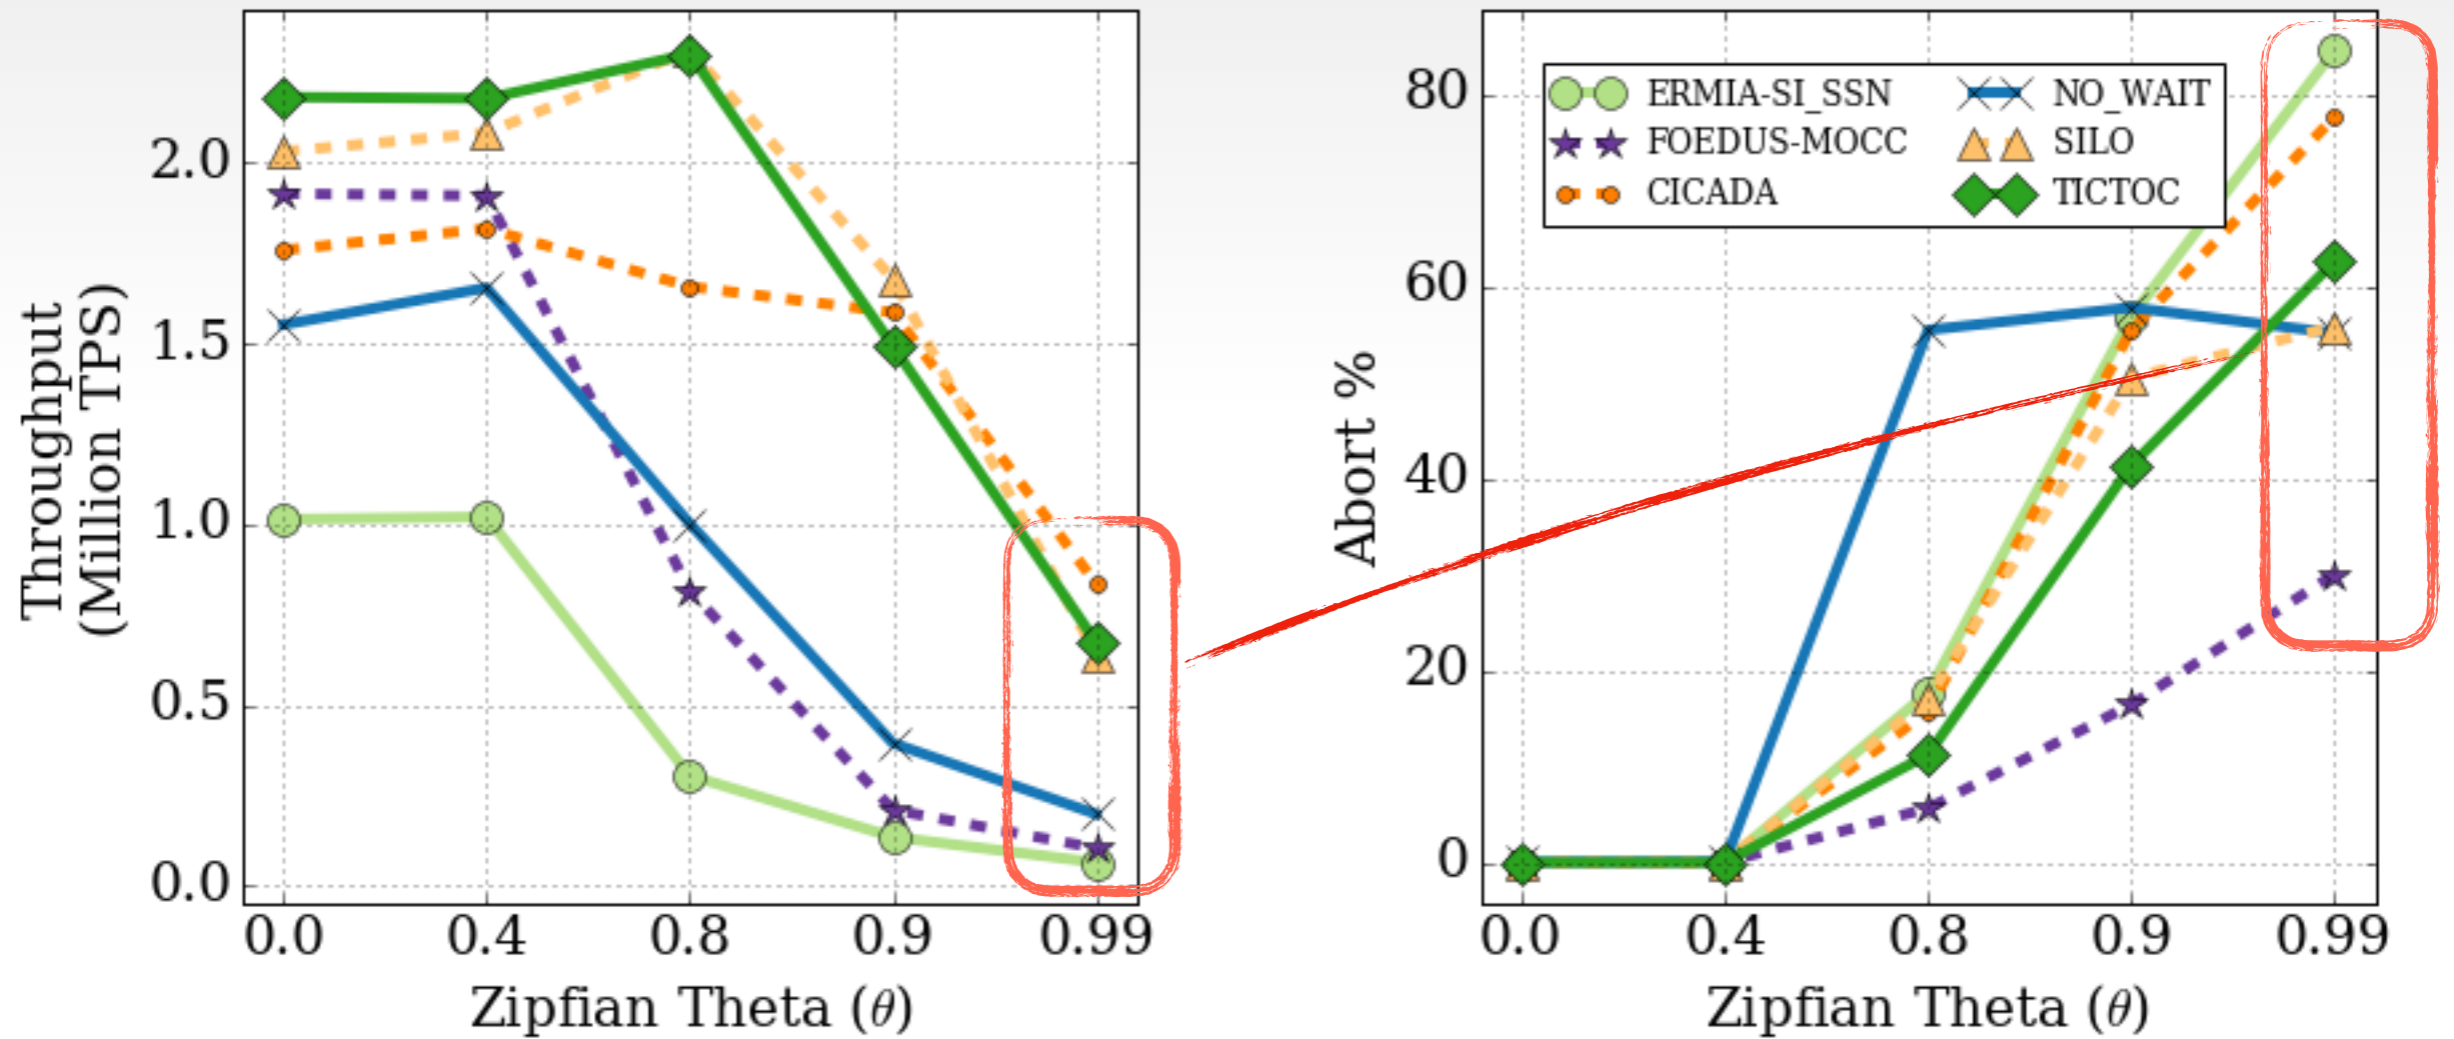 Throughput
(Million TPS)
2.0
1.5
1.0
0.5
0.0
0.0 0.4 0.8 0.9 0.999
Zipfian Theta (θ)
Abort %
80
60
40
20
0
ERMIA-SI_SSN NO_WAIT
FOEDUS-MOCC SILO
CICADA TICTOC
0.0 0.4 0.8 0.9 0.99
Zipfian Theta (θ)